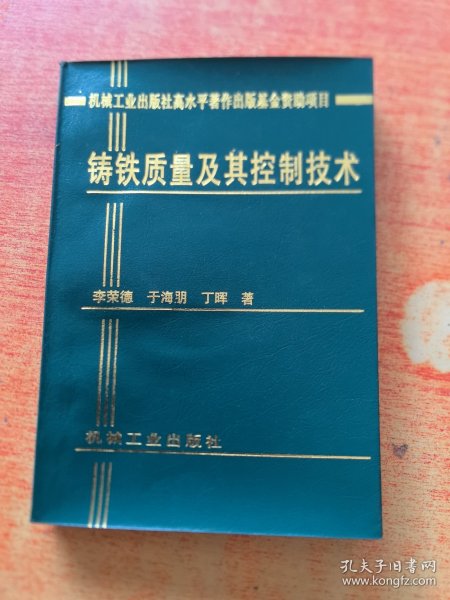 机械工业出版社高水平著作出版基金资助项目
铸铁质量及其控制技术
李荣德 于海朋 丁晖 著
机械工业出版社
孔夫子旧书网
www.kongfz.com